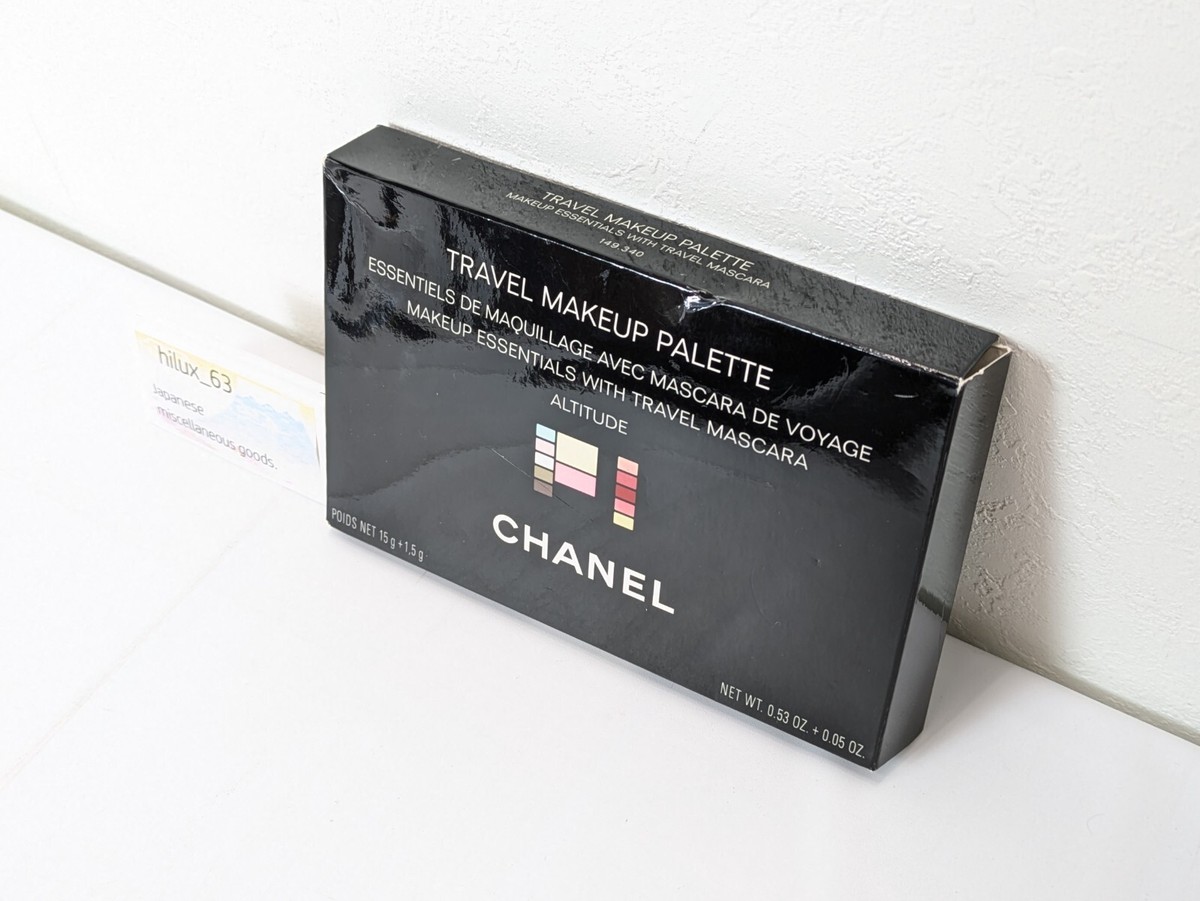 TRAVEL MAKEUP PALETTE
MAKEUP ESSENTIALS WITH TRAVEL MASCARA
149 340
TRAVEL MAKEUP PALETTE
ESSENTIELS DE MAQUILLAGE AVEC MASCARA DE VOYAGE
MAKEUP ESSENTIALS WITH TRAVEL MASCARA
ALTITUDE
CHANEL
POIDS NET 15 g + 1,5 g
NET WT. 0.53 OZ. + 0.05 OZ.
hilux_63
Japanese
miscellaneous goods.